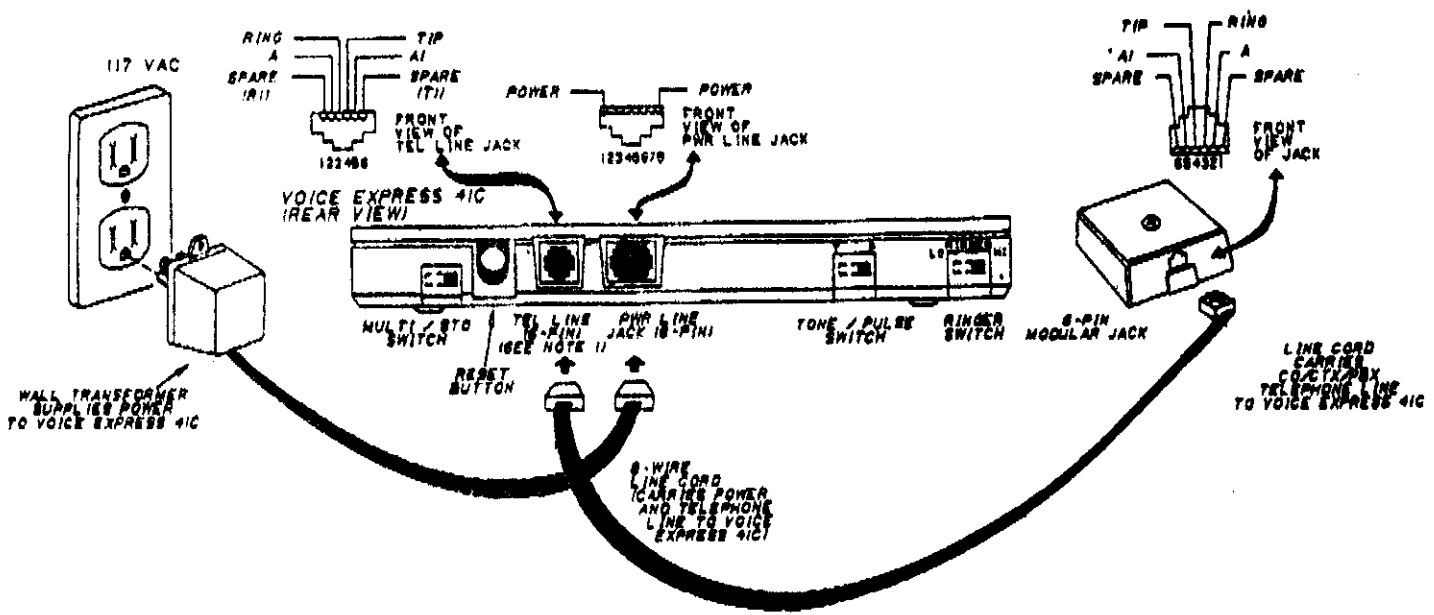 117 VAC
RING
A
SPARE
(R1)
TIP
A1
SPARE
(T1)
FRONT
VIEW OF
TEL LINE JACK
POWER
POWER
FRONT
VIEW OF
PWR LINE JACK
12345678
TIP
RING
A1
A
SPARE
SPARE
FRONT
VIEW
OF JACK
654321
VOICE EXPRESS 41C
(REAR VIEW)
LO
RINGER
HI
MULTI / STD
SWITCH
RESET
BUTTON
TEL LINE
(6-PIN)
(SEE NOTE 1)
PWR LINE
JACK (8-PIN)
TONE / PULSE
SWITCH
RINGER
SWITCH
6-PIN
MODULAR JACK
LINE CORD
CARRIER
CO/CTX/PBX
TELEPHONE LINE
TO VOICE EXPRESS 41C
WALL TRANSFORMER
SUPPLIES POWER
TO VOICE EXPRESS 41C
8-WIRE
LINE CORD
(CARRIES POWER
AND TELEPHONE
LINE TO VOICE
EXPRESS 41C)